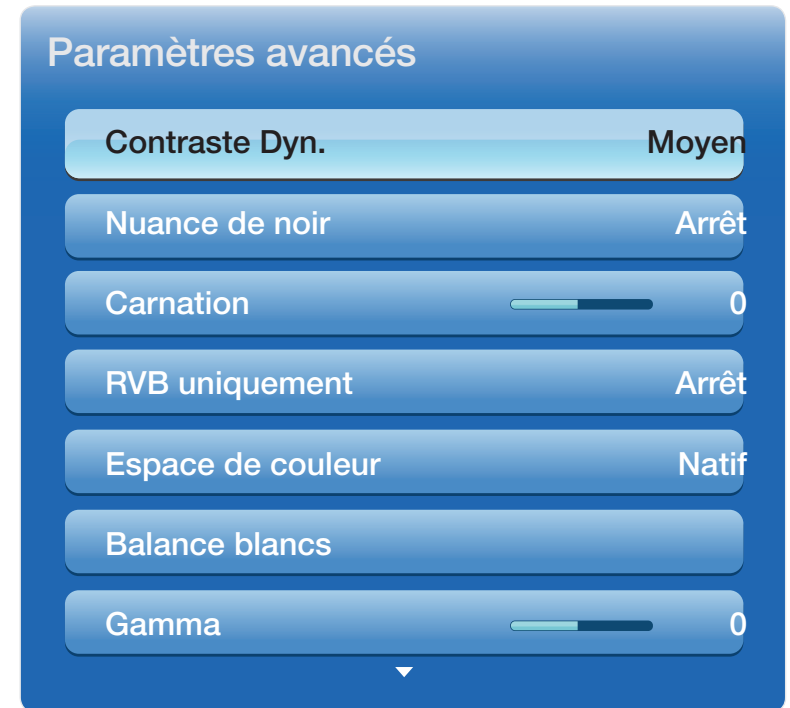 Paramètres avancés
Contraste Dyn. Moyen
Nuance de noir Arrêt
Carnation 0
RVB uniquement Arrêt
Espace de couleur Natif
Balance blancs
Gamma 0